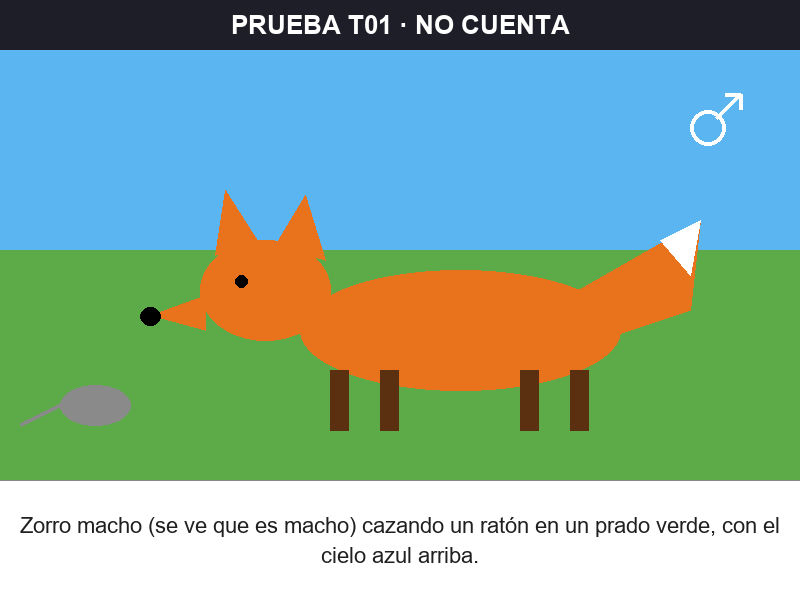 PRUEBA T01 · NO CUENTA
Zorro macho (se ve que es macho) cazando un ratón en un prado verde, con el
cielo azul arriba.